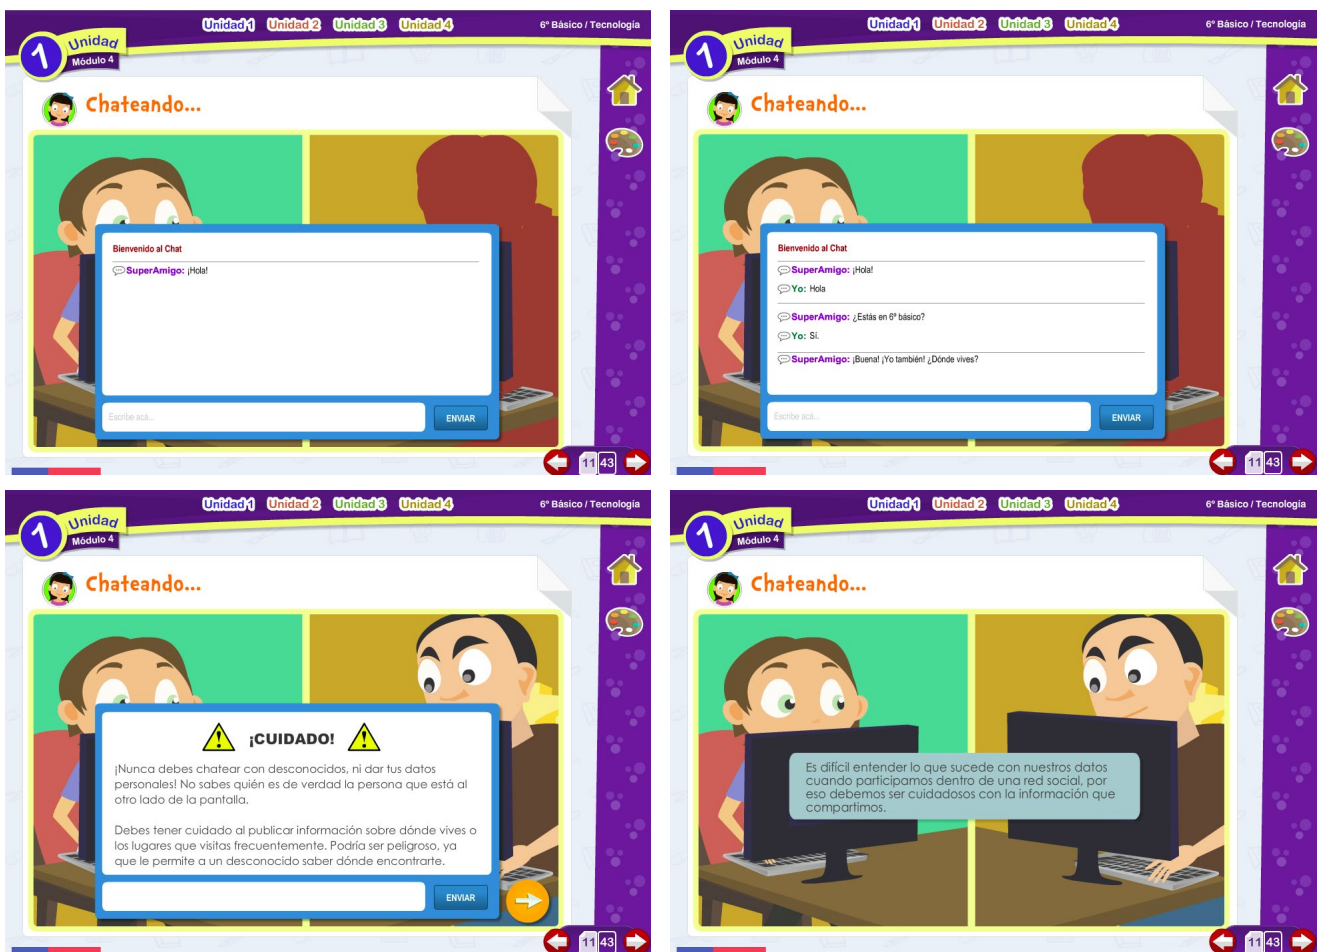 Unidad 1 Unidad 2 Unidad 3 Unidad 4
6º Básico / Tecnología
1 Unidad
Módulo 4
Chateando...
Bienvenido al Chat
SuperAmigo: ¡Hola!
Escribe acá...
ENVIAR
11 43
Unidad 1 Unidad 2 Unidad 3 Unidad 4
6º Básico / Tecnología
1 Unidad
Módulo 4
Chateando...
Bienvenido al Chat
SuperAmigo: ¡Hola!
Yo: Hola
SuperAmigo: ¿Estás en 6º básico?
Yo: Sí.
SuperAmigo: ¡Buena! ¡Yo también! ¿Dónde vives?
Escribe acá...
ENVIAR
11 43
Unidad 1 Unidad 2 Unidad 3 Unidad 4
6º Básico / Tecnología
1 Unidad
Módulo 4
Chateando...
¡CUIDADO!
¡Nunca debes chatear con desconocidos, ni dar tus datos
personales! No sabes quién es de verdad la persona que está al
otro lado de la pantalla.
Debes tener cuidado al publicar información sobre dónde vives o
los lugares que visitas frecuentemente. Podría ser peligroso, ya
que le permite a un desconocido saber dónde encontrarte.
ENVIAR
11 43
Unidad 1 Unidad 2 Unidad 3 Unidad 4
6º Básico / Tecnología
1 Unidad
Módulo 4
Chateando...
Es difícil entender lo que sucede con nuestros datos
cuando participamos dentro de una red social, por
eso debemos ser cuidadosos con la información que
compartimos.
11 43